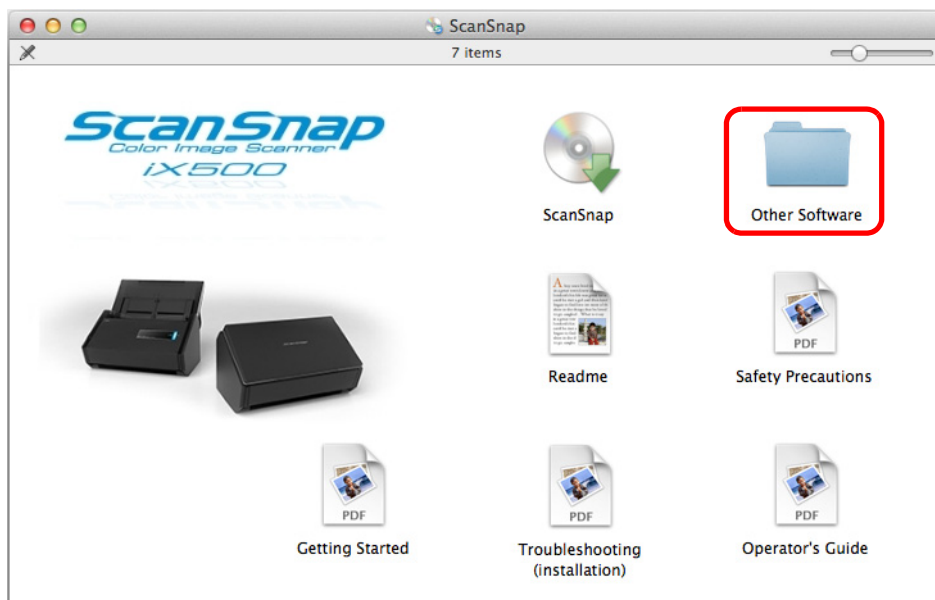 ScanSnap
7 items
ScanSnap
Color Image Scanner
iX500
ScanSnap
Other Software
Readme
PDF
Safety Precautions
PDF
Getting Started
PDF
Troubleshooting
(installation)
PDF
Operator's Guide